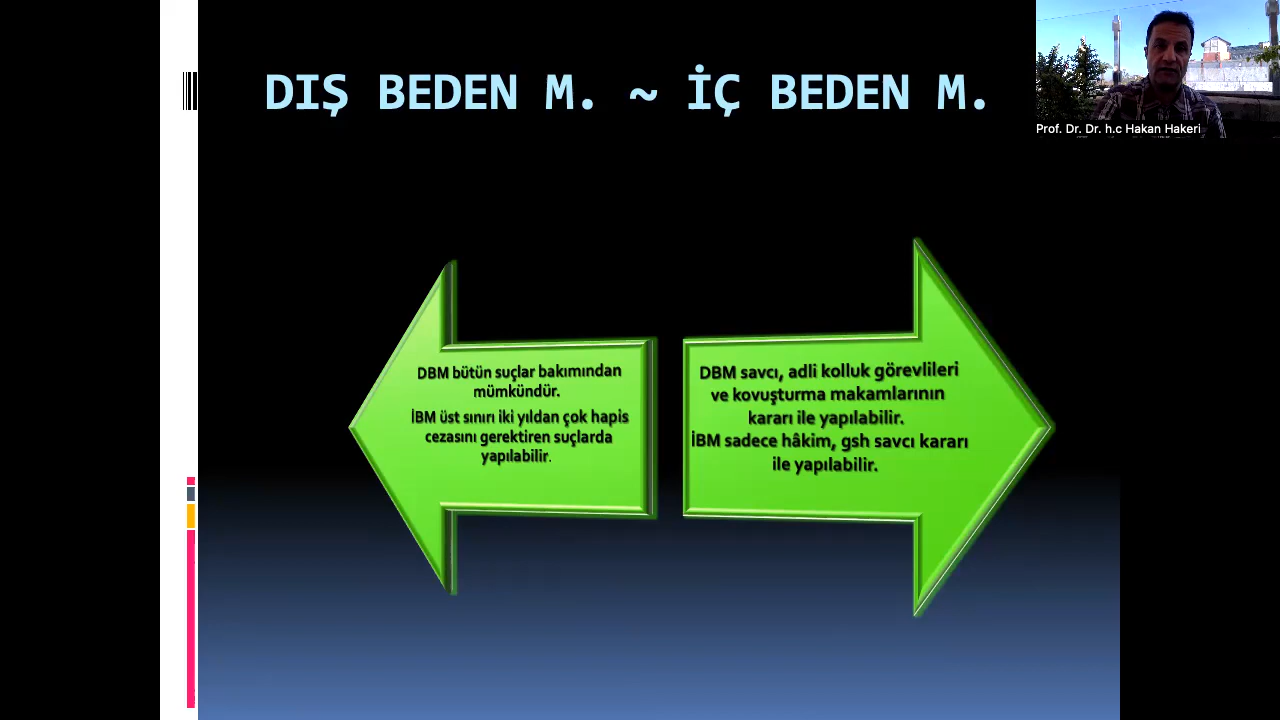 DIŞ BEDEN M. ~ İÇ BEDEN M.
Prof. Dr. Dr. h.c Hakan Hakeri
DBM bütün suçlar bakımından
mümkündür.
İBM üst sınırı iki yıldan çok hapis
cezasını gerektiren suçlarda
yapılabilir.
DBM savcı, adli kolluk görevlileri
ve kovuşturma makamlarının
kararı ile yapılabilir.
İBM sadece hâkim, gsh savcı kararı
ile yapılabilir.